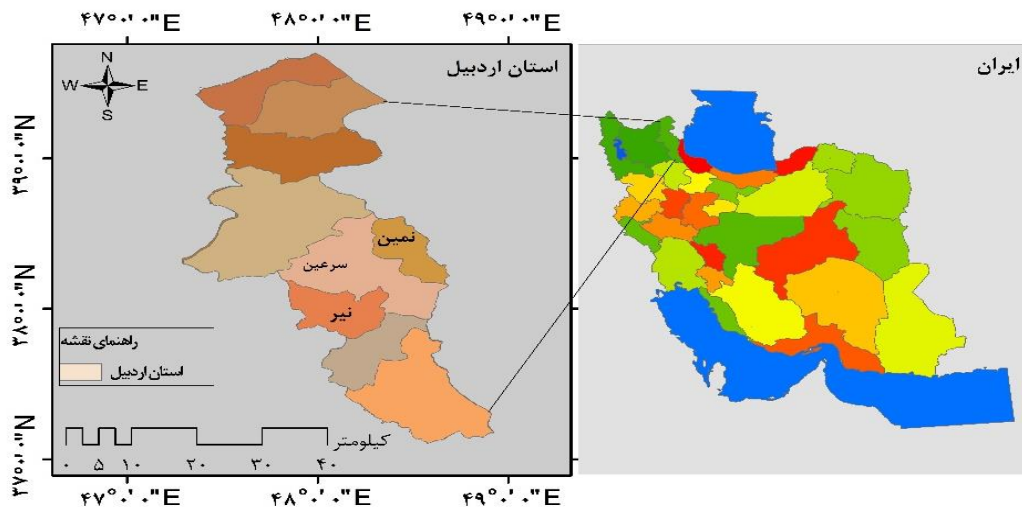 ۴۷°۰'۰"E ۴۸°۰'۰"E ۴۹°۰'۰"E
استان اردبیل
ایران
N
W E
S
۳۹°۰'۰"N
نمین
سرعین
نیر
۳۸°۰'۰"N
راهنمای نقشه
استان اردبیل
کیلومتر
۰ ۵ ۱۰ ۲۰ ۳۰ ۴۰
۳۷°۰'۰"N
۴۷°۰'۰"E ۴۸°۰'۰"E ۴۹°۰'۰"E